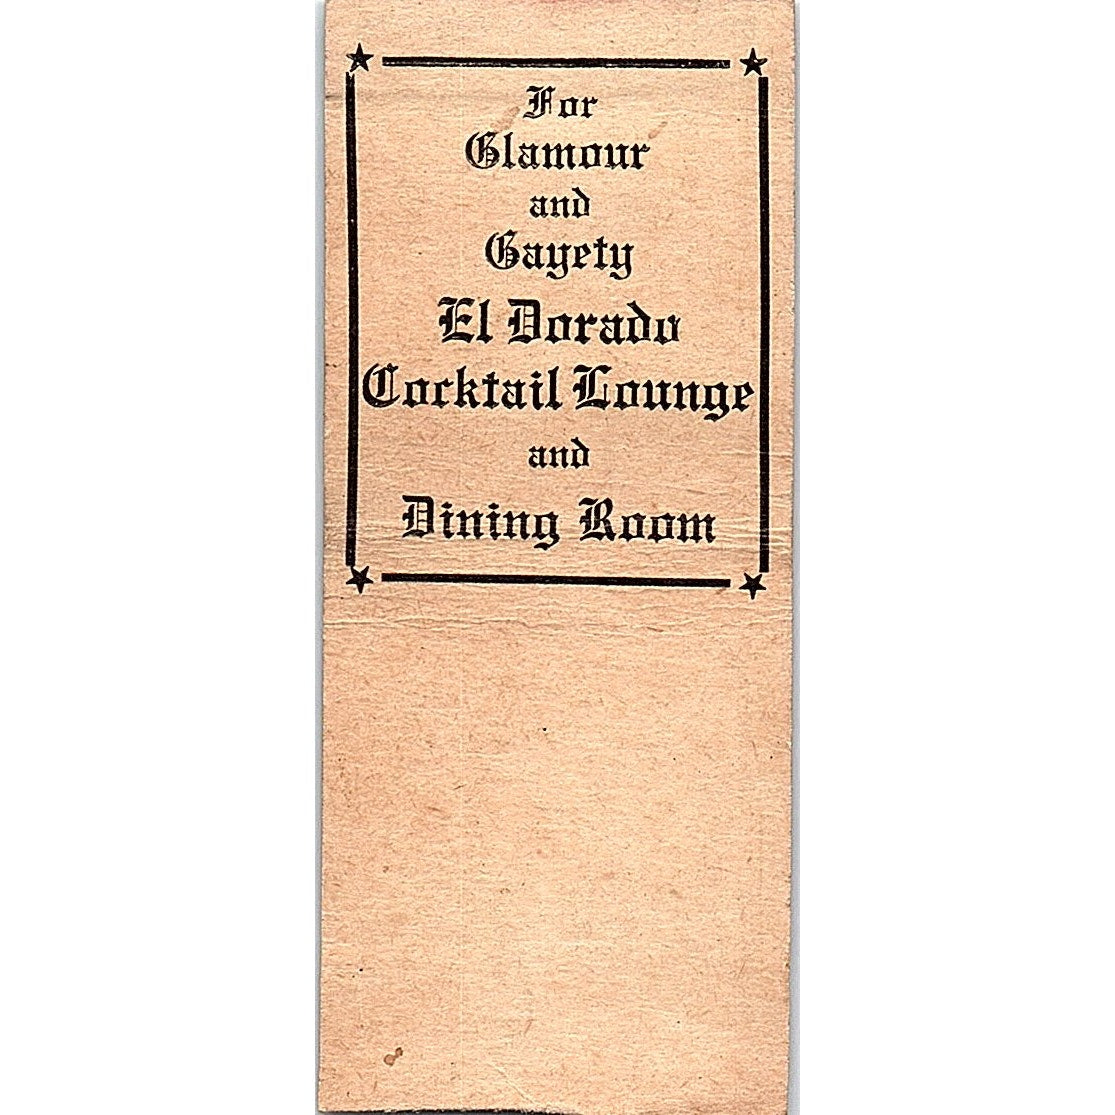 For
Glamour
and
Gayety
El Dorado
Cocktail Lounge
and
Dining Room